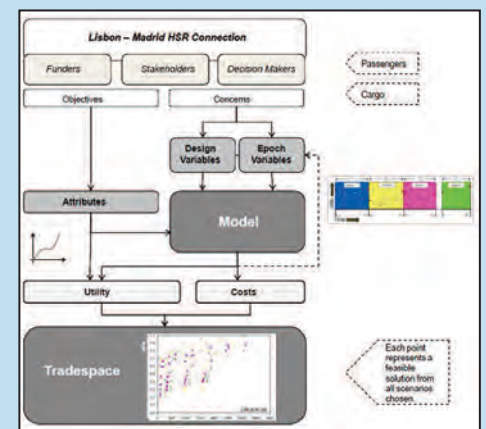 Lisbon – Madrid HSR Connection
Funders
Stakeholders
Decision Makers
Passengers
Objectives
Concerns
Cargo
Design
Variables
Epoch
Variables
Attributes
Model
Utility
Costs
Tradespace
Each point
represents a
feasible
solution from
all scenarios
chosen.